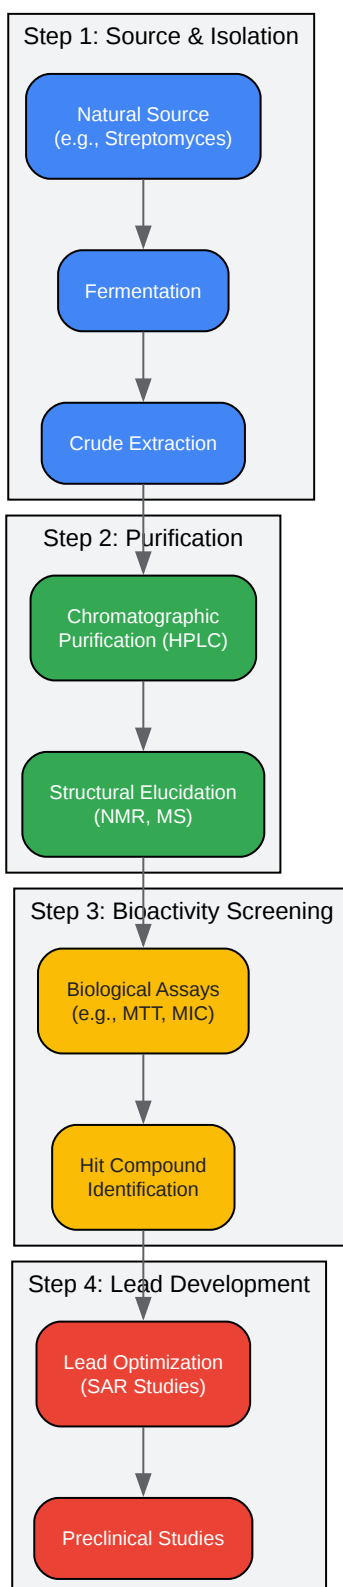 Step 1: Source & Isolation
Natural Source
(e.g., Streptomyces)
Fermentation
Crude Extraction
Step 2: Purification
Chromatographic
Purification (HPLC)
Structural Elucidation
(NMR, MS)
Step 3: Bioactivity Screening
Biological Assays
(e.g., MTT, MIC)
Hit Compound
Identification
Step 4: Lead Development
Lead Optimization
(SAR Studies)
Preclinical Studies